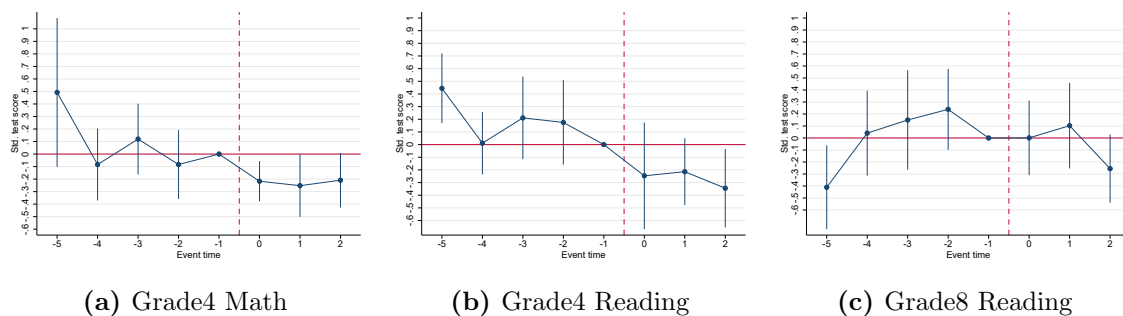 Std. test score
-.6 -.5 -.4 -.3 -.2 -.1 0 .1 .2 .3 .4 .5 .6 .7 .8 .9 1
-5 -4 -3 -2 -1 0 1 2
Event time
(a) Grade4 Math
Std. test score
-.6 -.5 -.4 -.3 -.2 -.1 0 .1 .2 .3 .4 .5 .6 .7 .8 .9 1
-5 -4 -3 -2 -1 0 1 2
Event time
(b) Grade4 Reading
Std. test score
-.6 -.5 -.4 -.3 -.2 -.1 0 .1 .2 .3 .4 .5 .6 .7 .8 .9 1
-5 -4 -3 -2 -1 0 1 2
Event time
(c) Grade8 Reading